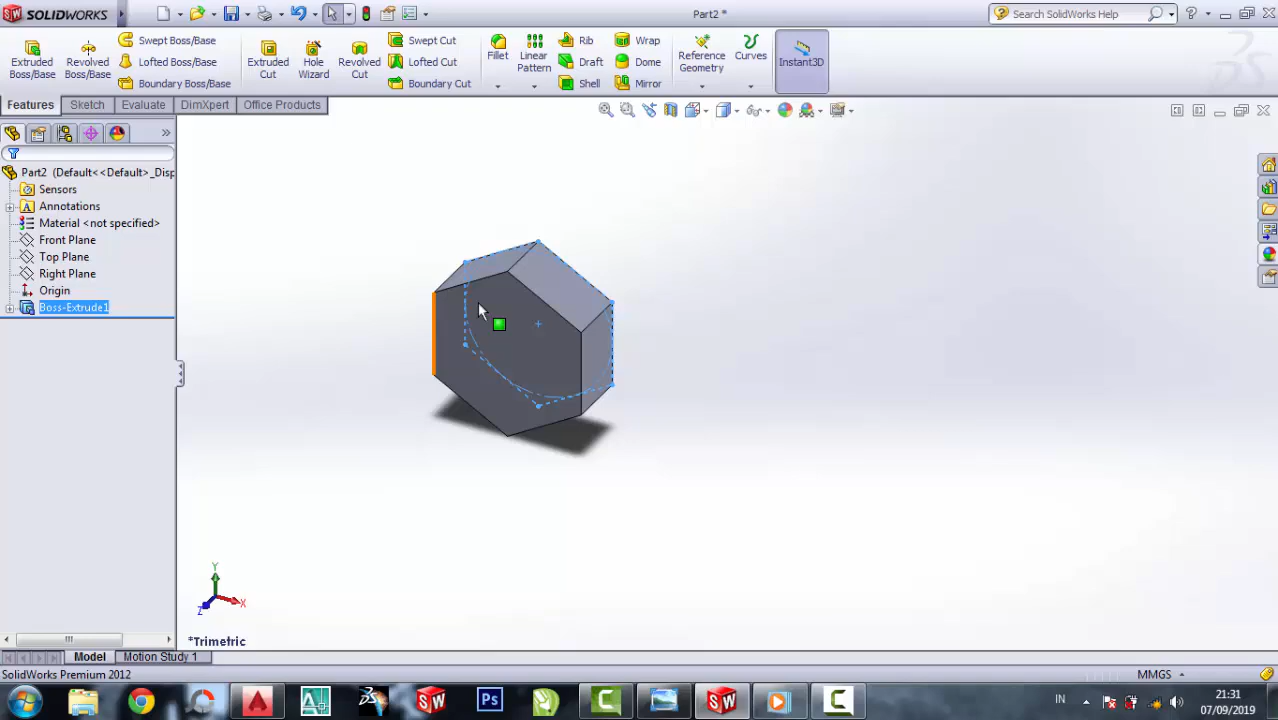 SOLIDWORKS
Part2 *
Search SolidWorks Help
Extruded Boss/Base
Revolved Boss/Base
Swept Boss/Base
Lofted Boss/Base
Boundary Boss/Base
Extruded Cut
Hole Wizard
Revolved Cut
Swept Cut
Lofted Cut
Boundary Cut
Fillet
Linear Pattern
Rib
Draft
Shell
Wrap
Dome
Mirror
Reference Geometry
Curves
Instant3D
Features
Sketch
Evaluate
DimXpert
Office Products
Part2 (Default<<Default>_Disp
Sensors
Annotations
Material <not specified>
Front Plane
Top Plane
Right Plane
Origin
Boss-Extrude1
Y
X
Z
*Trimetric
Model
Motion Study 1
SolidWorks Premium 2012
MMGS
IN
21:31
07/09/2019